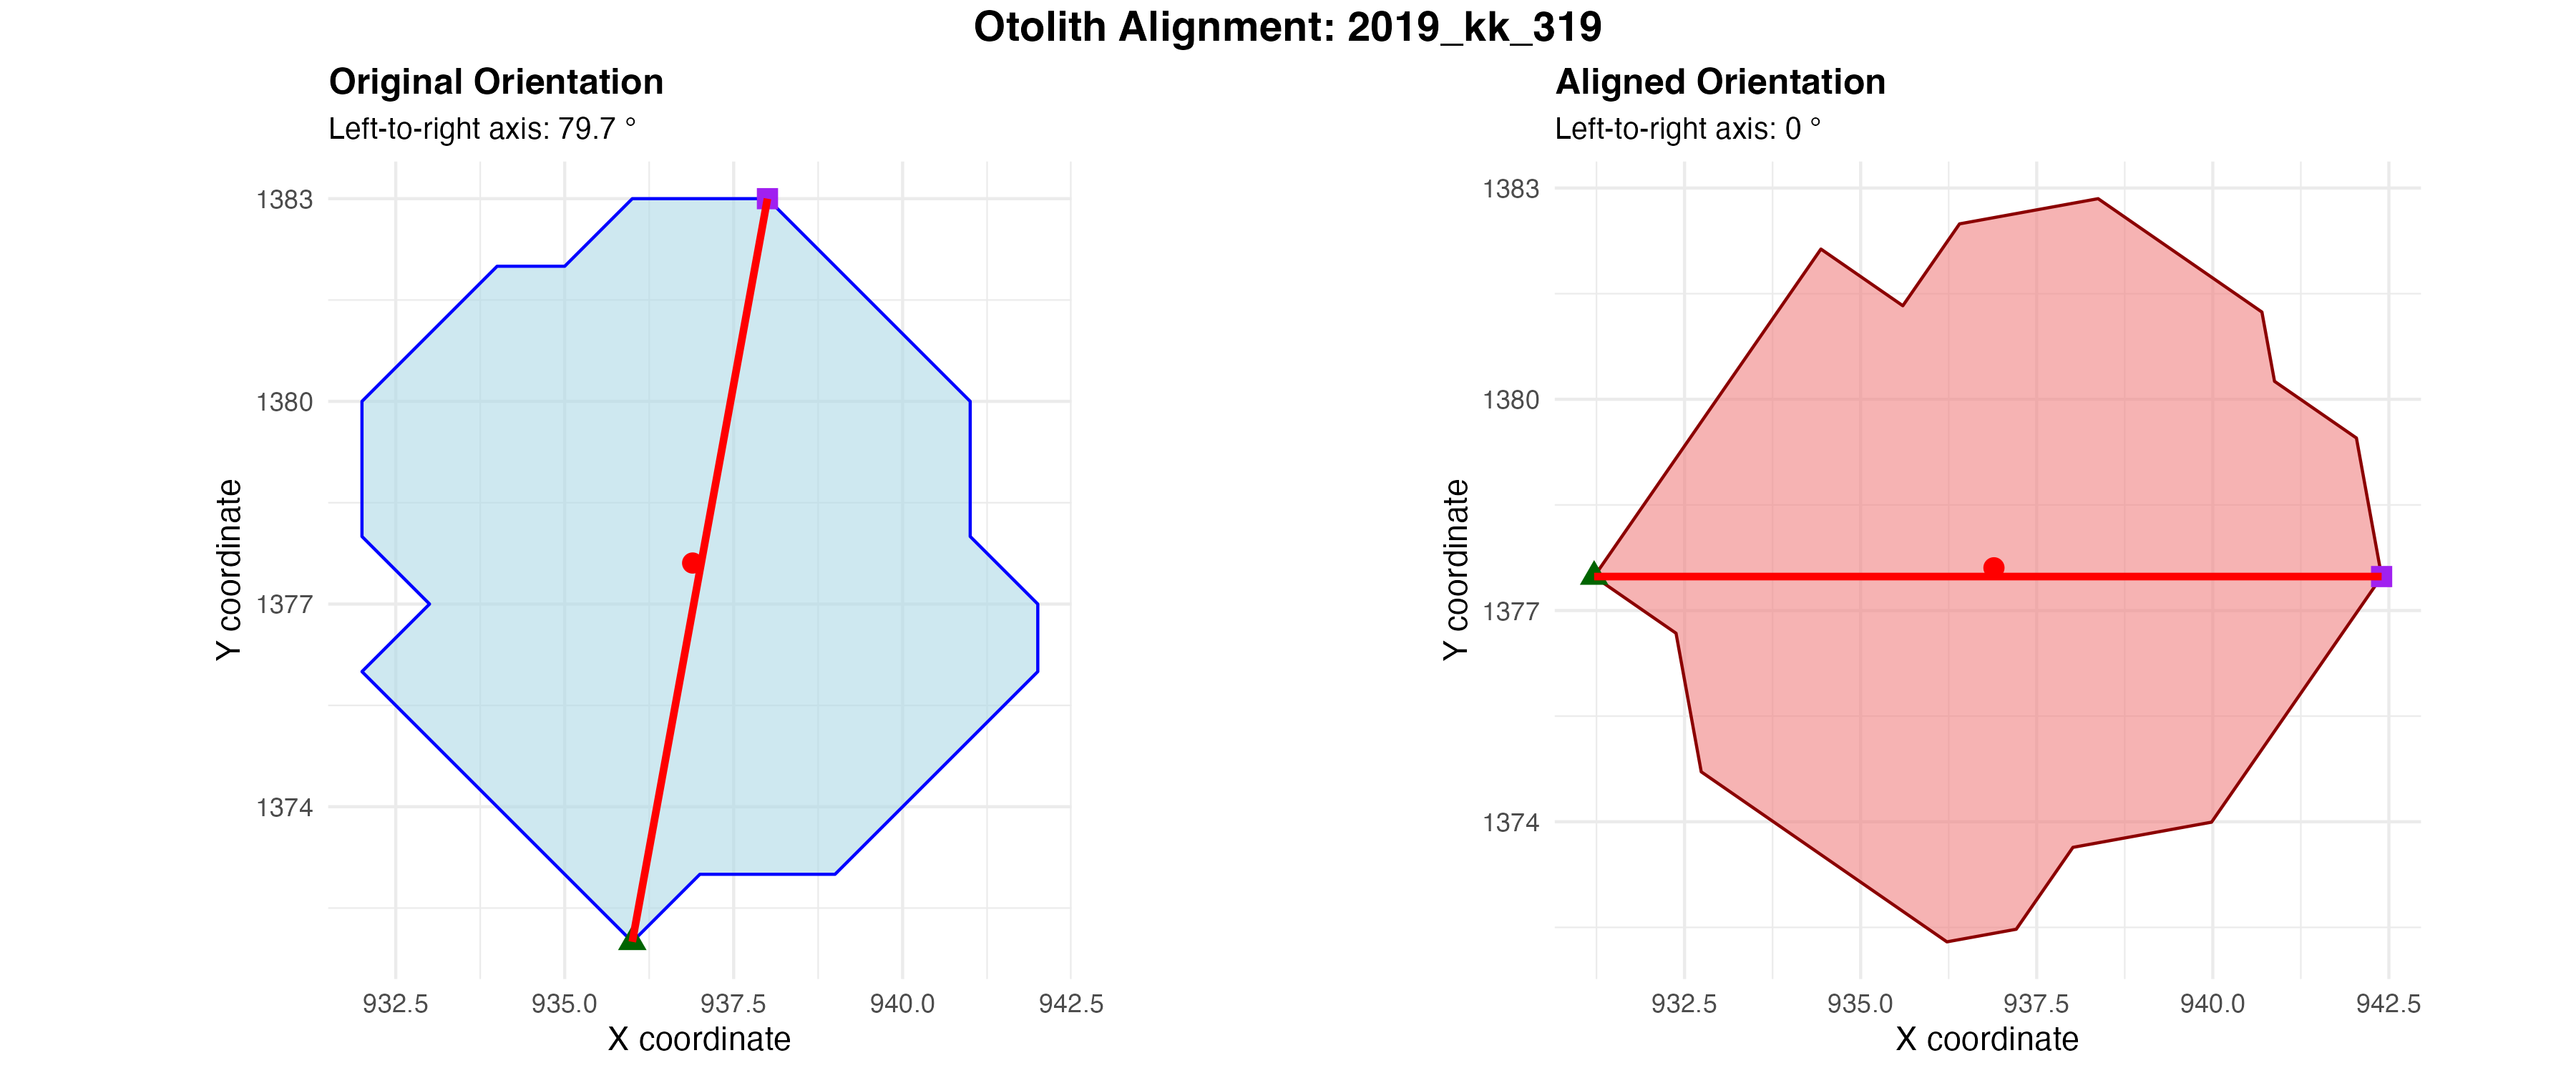 Otolith Alignment: 2019_kk_319
Original Orientation
Left-to-right axis: 79.7 °
1383
1380
1377
1374
Y coordinate
932.5 935.0 937.5 940.0 942.5
X coordinate
Aligned Orientation
Left-to-right axis: 0 °
1383
1380
1377
1374
Y coordinate
932.5 935.0 937.5 940.0 942.5
X coordinate